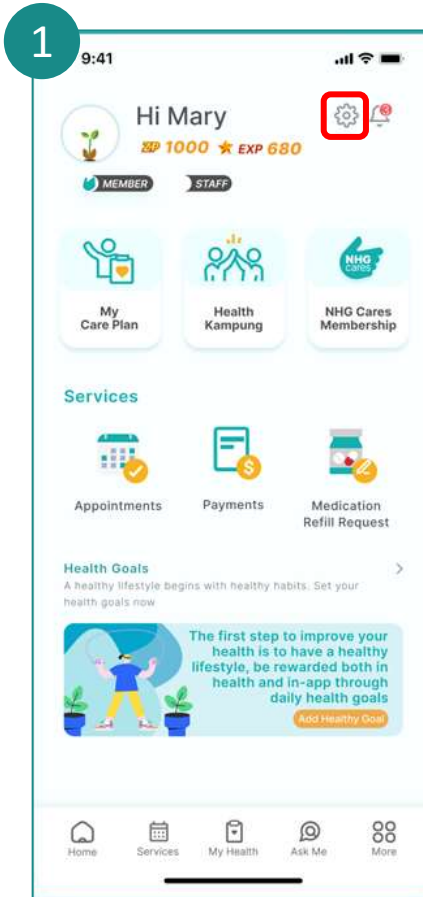 1
9:41
Hi Mary
3
ZP 1000 EXP 680
MEMBER STAFF
NHG
cares
My
Care Plan
Health
Kampung
NHG Cares
Membership
Services
$
Appointments
Payments
Medication
Refill Request
Health Goals
A healthy lifestyle begins with healthy habits. Set your
health goals now
The first step to improve your
health is to have a healthy
lifestyle, be rewarded both in
health and in-app through
daily health goals
Add Healthy Goal
Home
Services
My Health
Ask Me
More